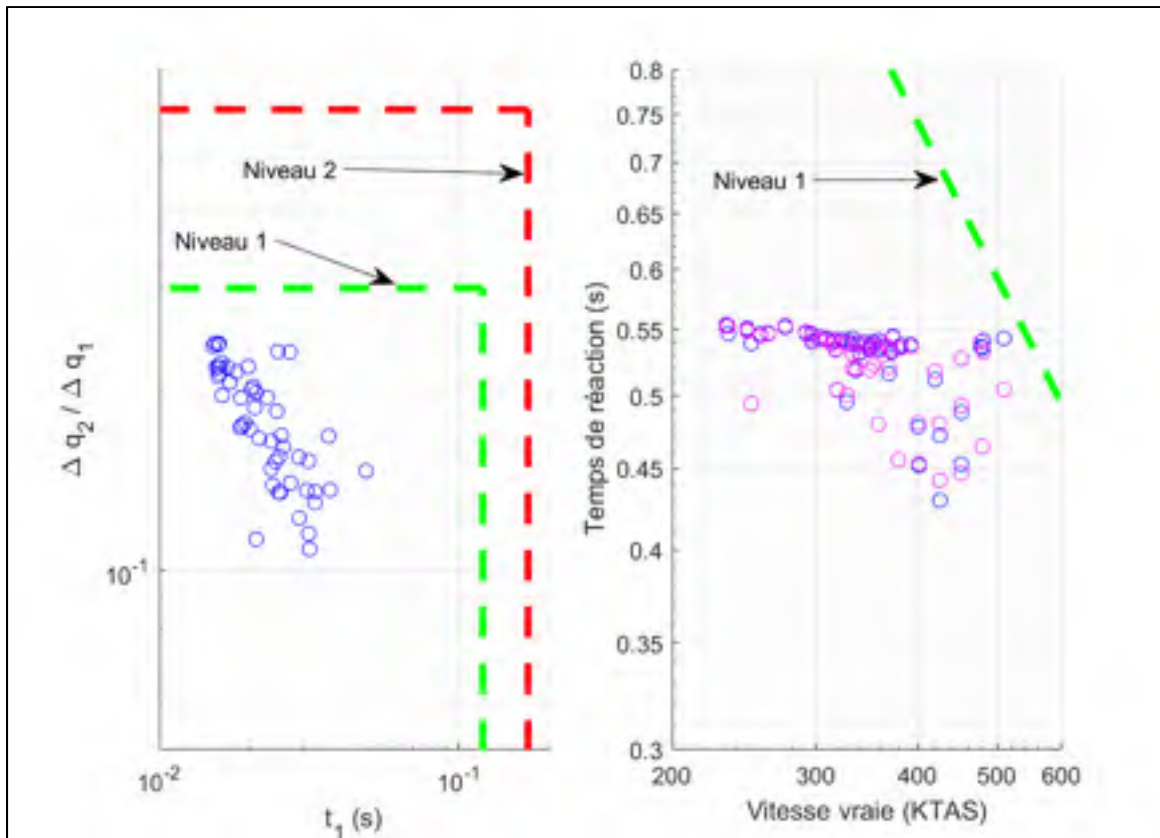 Niveau 2
Niveau 1
Δ q2 / Δ q1
10-1
10-2
10-1
t1 (s)
0.8
0.75
0.7
0.65
0.6
0.55
0.5
0.45
0.4
0.35
0.3
Niveau 1
Temps de réaction (s)
200
300
400
500
600
Vitesse vraie (KTAS)